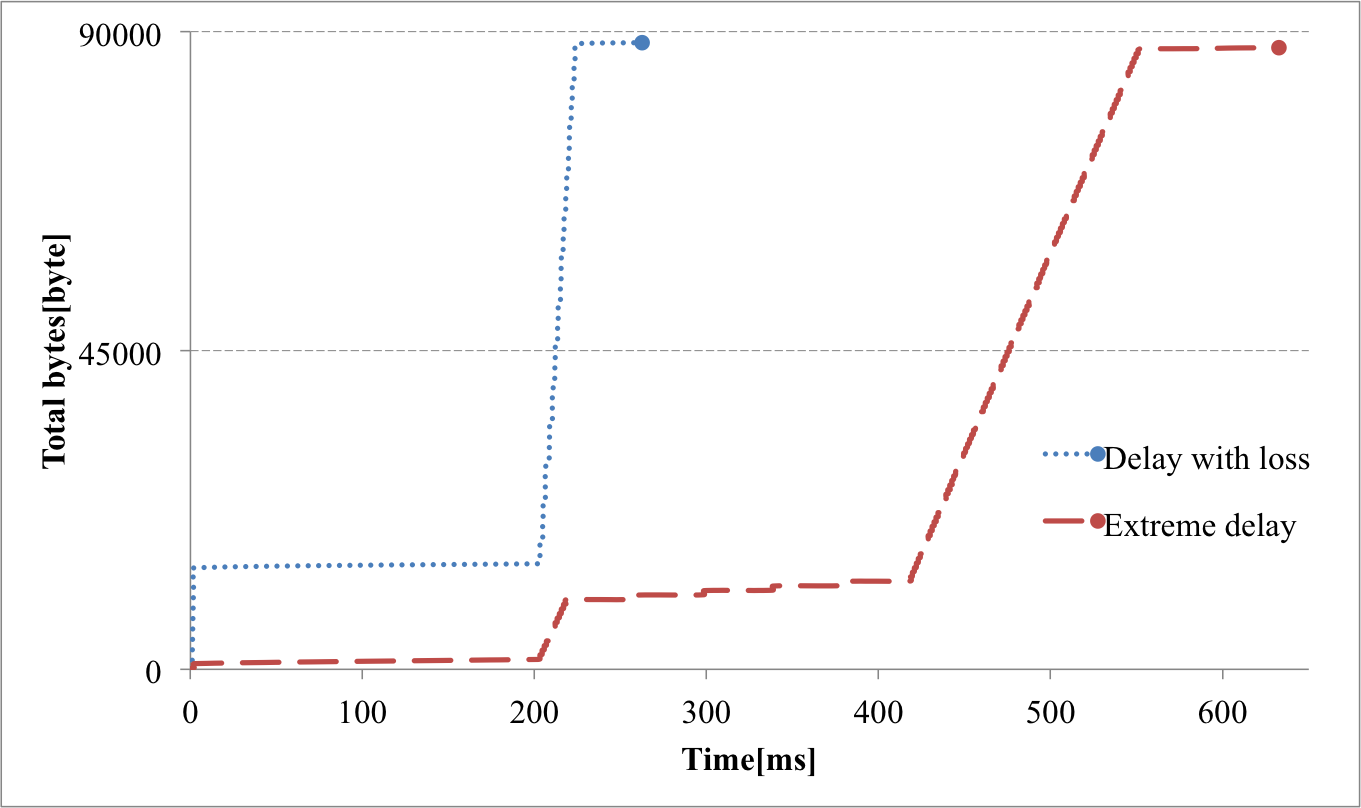 90000
45000
0
Total bytes[byte]
0 100 200 300 400 500 600
Time[ms]
Delay with loss
Extreme delay